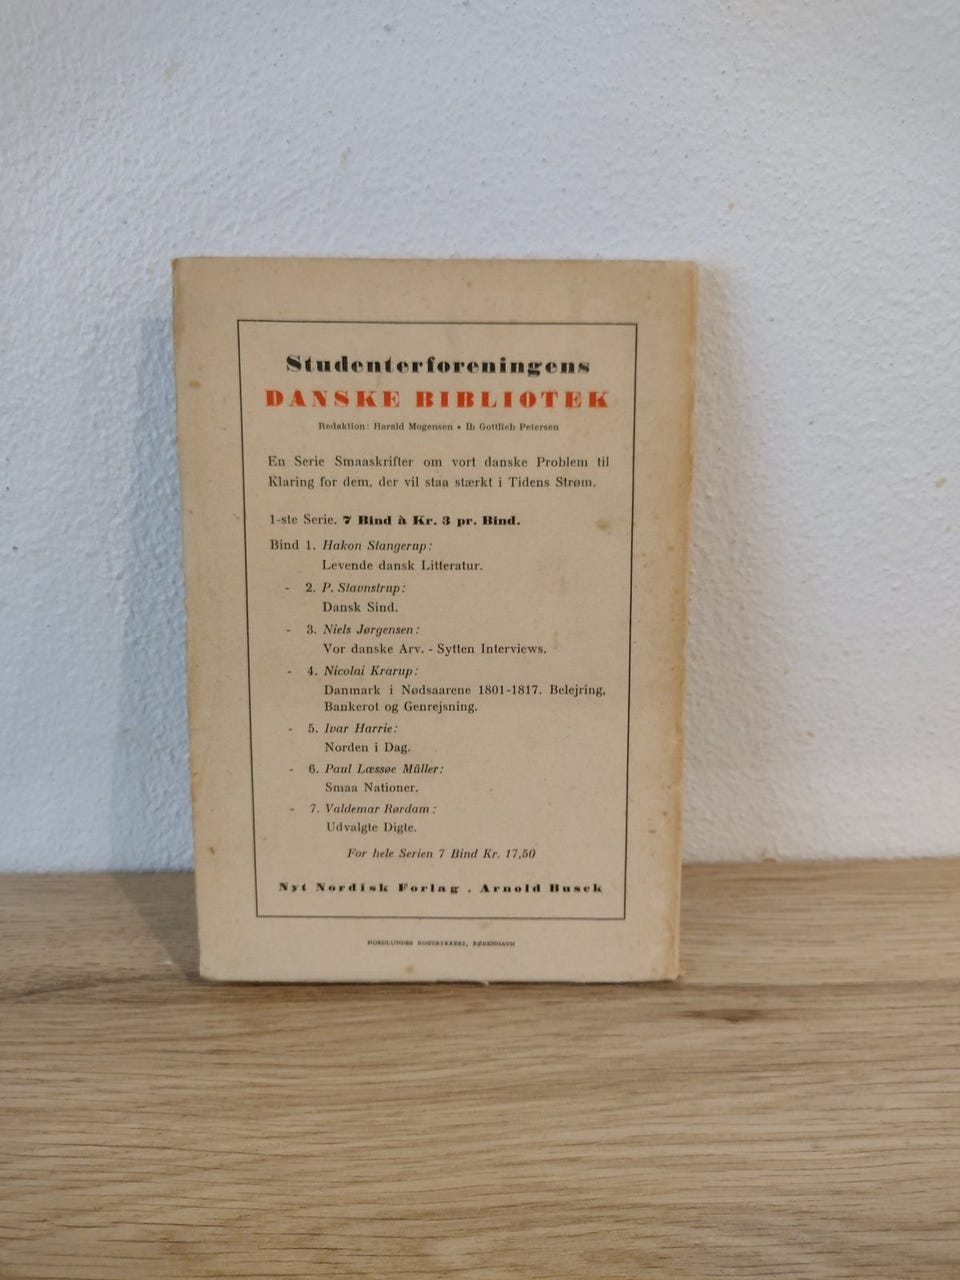 Studenterforeningens
DANSKE BIBLIOTEK
Redaktion: Harald Mogensen • Ib Gottlieb Petersen
En Serie Smaaskrifter om vort danske Problem til
Klaring for dem, der vil staa stærkt i Tidens Strøm.
1-ste Serie. 7 Bind à Kr. 3 pr. Bind.
Bind 1. Hakon Stangerup:
Levende dansk Litteratur.
- 2. P. Stavnstrup:
Dansk Sind.
- 3. Niels Jørgensen:
Vor danske Arv. - Sytten Interviews.
- 4. Nicolai Krarup:
Danmark i Nødsaarene 1801-1817. Belejring,
Bankerot og Genrejsning.
- 5. Ivar Harrie:
Norden i Dag.
- 6. Paul Læssøe Müller:
Smaa Nationer.
- 7. Valdemar Rørdam:
Udvalgte Digte.
For hele Serien 7 Bind Kr. 17,50
Nyt Nordisk Forlag . Arnold Busck
NORDLUNDES BOGTRYKKERI, KØBENHAVN